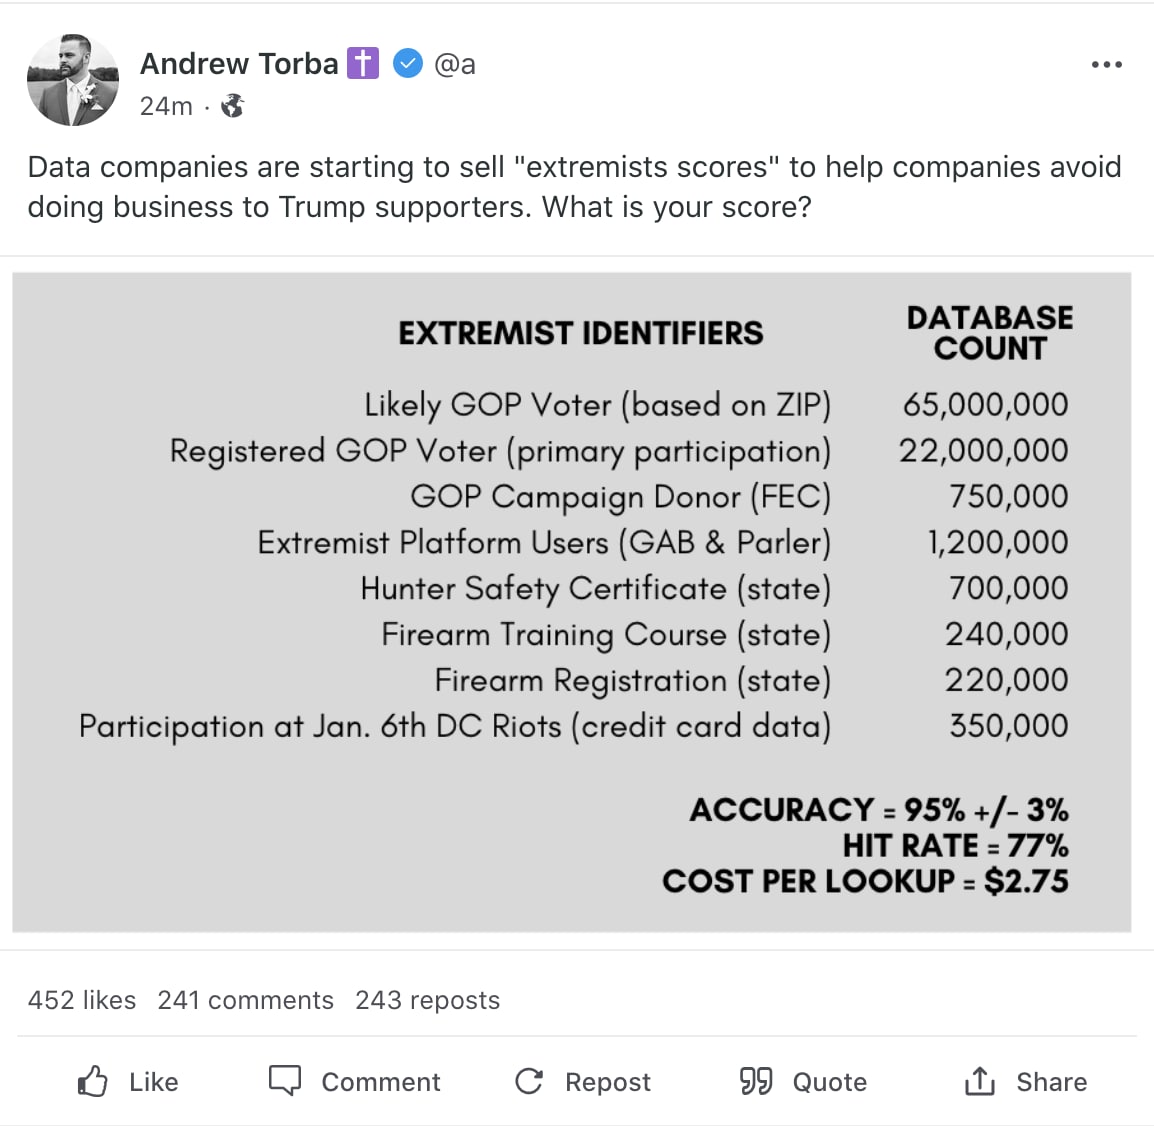 Andrew Torba @a
24m ·
Data companies are starting to sell "extremists scores" to help companies avoid
doing business to Trump supporters. What is your score?
EXTREMIST IDENTIFIERS DATABASE
COUNT
Likely GOP Voter (based on ZIP) 65,000,000
Registered GOP Voter (primary participation) 22,000,000
GOP Campaign Donor (FEC) 750,000
Extremist Platform Users (GAB & Parler) 1,200,000
Hunter Safety Certificate (state) 700,000
Firearm Training Course (state) 240,000
Firearm Registration (state) 220,000
Participation at Jan. 6th DC Riots (credit card data) 350,000
ACCURACY = 95% +/- 3%
HIT RATE = 77%
COST PER LOOKUP = $2.75
452 likes 241 comments 243 reposts
Like Comment Repost Quote Share